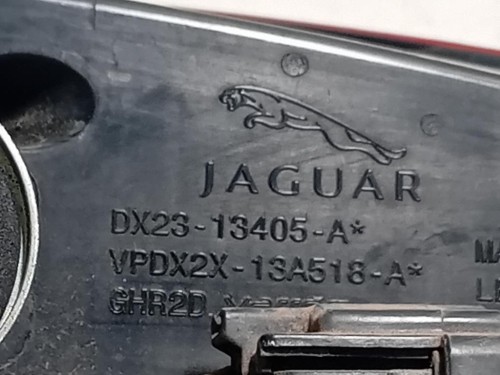 JAGUAR
DX23-13405-A*
VPDX2X-13A518-A*
GHR2D